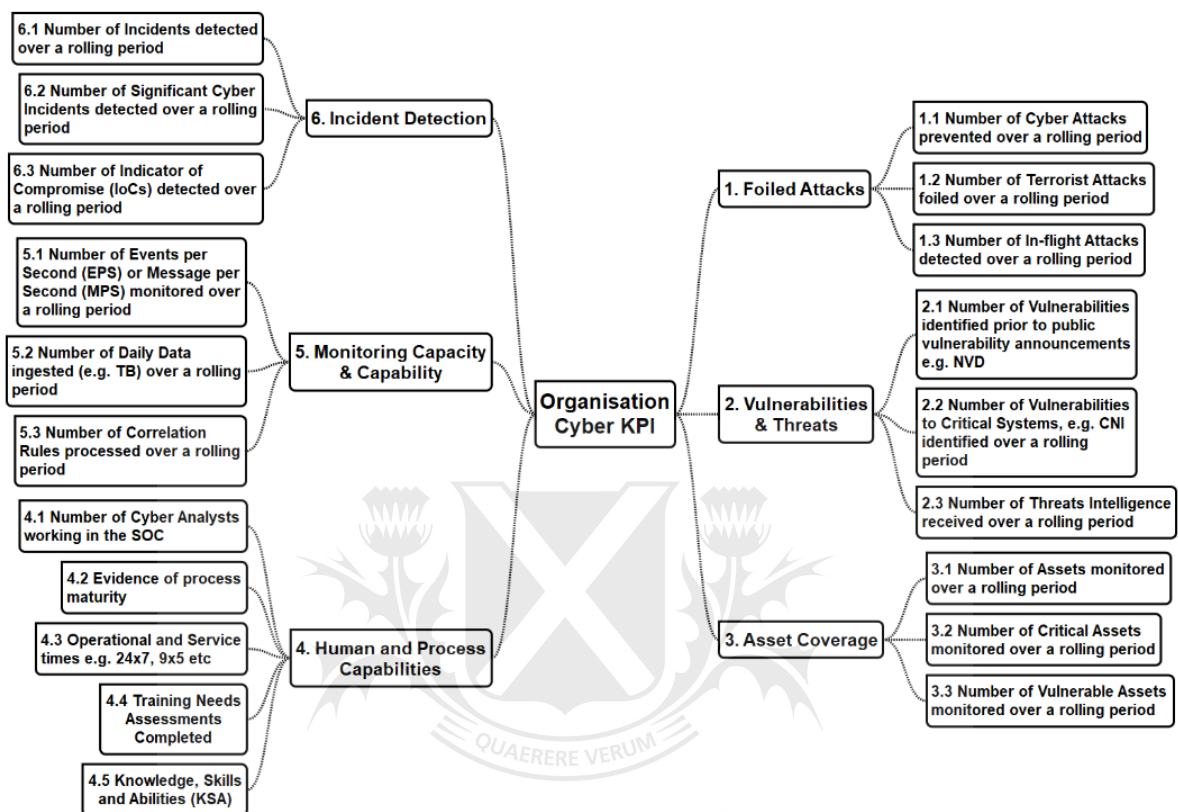 6.1 Number of Incidents detected
over a rolling period
6.2 Number of Significant Cyber
Incidents detected over a rolling
period
6.3 Number of Indicator of
Compromise (IoCs) detected over
a rolling period
6. Incident Detection
5.1 Number of Events per
Second (EPS) or Message per
Second (MPS) monitored over
a rolling period
5.2 Number of Daily Data
ingested (e.g. TB) over a rolling
period
5.3 Number of Correlation
Rules processed over a rolling
period
5. Monitoring Capacity
& Capability
4.1 Number of Cyber Analysts
working in the SOC
4.2 Evidence of process
maturity
4.3 Operational and Service
times e.g. 24x7, 9x5 etc
4.4 Training Needs
Assessments
Completed
4.5 Knowledge, Skills
and Abilities (KSA)
4. Human and Process
Capabilities
Organisation
Cyber KPI
1. Foiled Attacks
1.1 Number of Cyber Attacks
prevented over a rolling period
1.2 Number of Terrorist Attacks
foiled over a rolling period
1.3 Number of In-flight Attacks
detected over a rolling period
2. Vulnerabilities
& Threats
2.1 Number of Vulnerabilities
identified prior to public
vulnerability announcements
e.g. NVD
2.2 Number of Vulnerabilities
to Critical Systems, e.g. CNI
identified over a rolling
period
2.3 Number of Threats Intelligence
received over a rolling period
3. Asset Coverage
3.1 Number of Assets monitored
over a rolling period
3.2 Number of Critical Assets
monitored over a rolling period
3.3 Number of Vulnerable Assets
monitored over a rolling period
QUAERERE VERUM